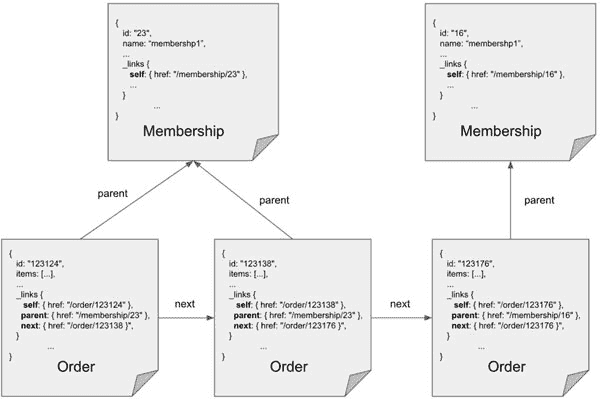 {
id: "23",
name: "membershp1",
...
_links {
self: { href: "/membership/23" },
...
}
...
}
Membership
{
id: "16",
name: "membershp1",
...
_links {
self: { href: "/membership/16" },
...
}
...
}
Membership
parent
parent
parent
{
id: "123124",
items: [...],
...
_links {
self: { href: "/order/123124" },
parent: { href: "/membership/23" },
next: { href: "/order/123138 }",
}
...
}
Order
next
{
id: "123138",
items: [...],
...
_links {
self: { href: "/order/123138" },
parent: { href: "/membership/23" },
next: { href: "/order/123176 }",
}
...
}
Order
next
{
id: "123176",
items: [...],
...
_links {
self: { href: "/order/123176" },
parent: { href: "/membership/16" },
next: { href: "/order/123176 }",
}
...
}
Order